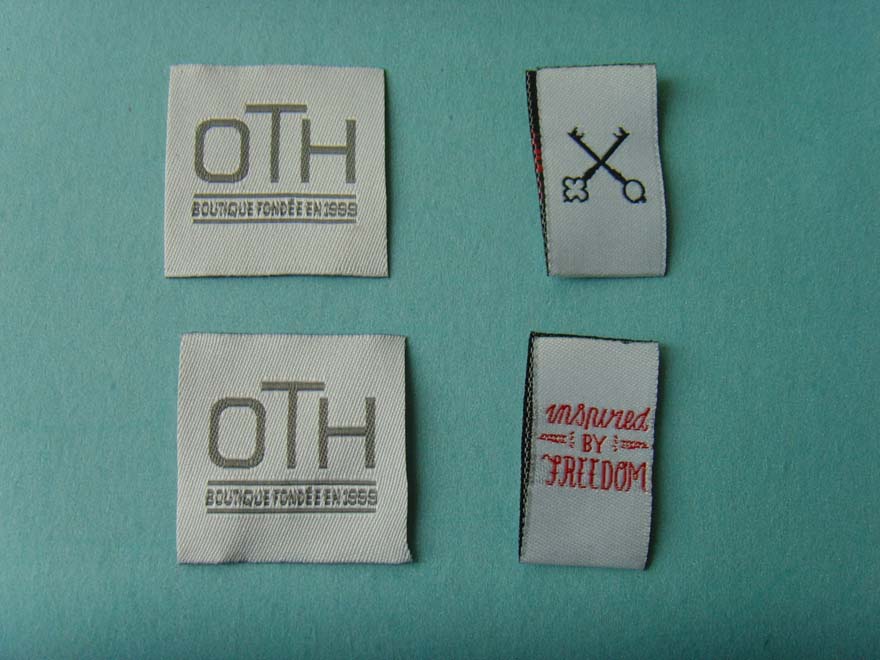 OTH
BOUTIQUE FONDÉE EN 1999
OTH
BOUTIQUE FONDÉE EN 1999
inspired
BY
FREEDOM